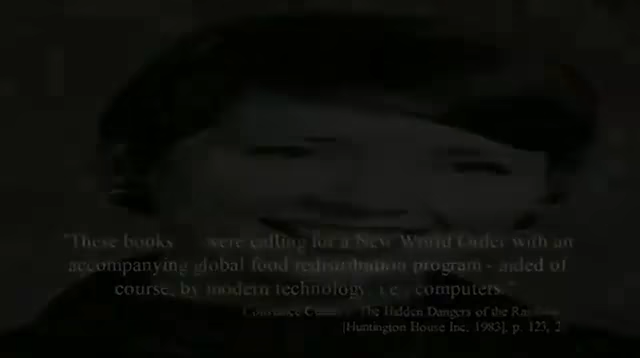 "These books . . . were calling for a New World Order with an
accompanying global food redistribution program - aided of
course, by modern technology, i.e., computers."
Constance The Hidden Dangers of the Rainbow
[Huntington House Inc, 1983], p. 123, 2